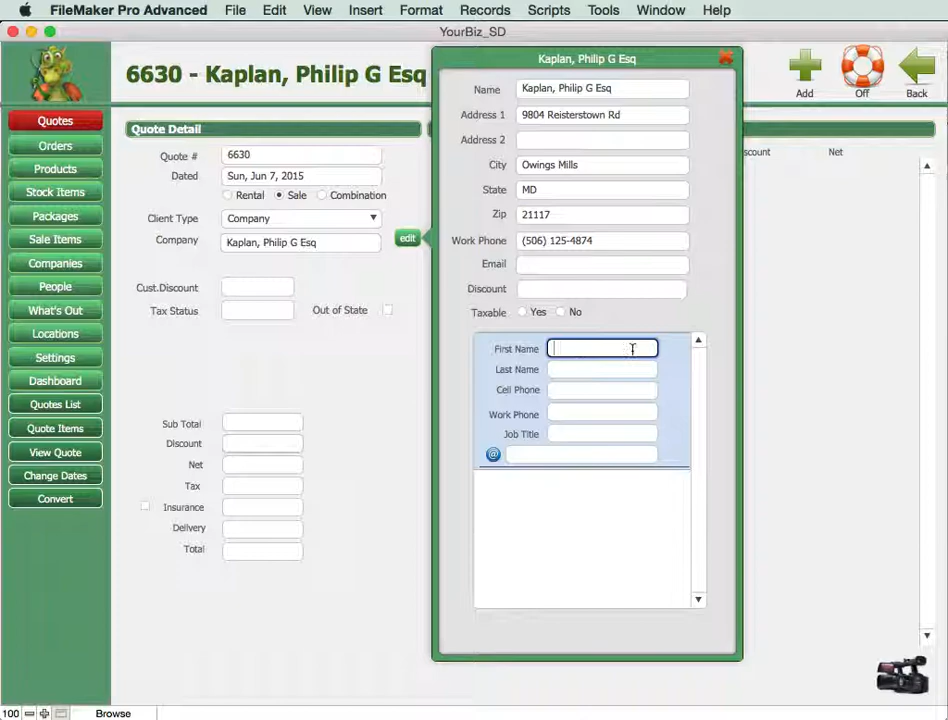 FileMaker Pro Advanced File Edit View Insert Format Records Scripts Tools Window Help
YourBiz_SD
6630 - Kaplan, Philip G Esq
Add Off Back
Quotes
Orders
Products
Stock Items
Packages
Sale Items
Companies
People
What's Out
Locations
Settings
Dashboard
Quotes List
Quote Items
View Quote
Change Dates
Convert
Quote Detail
Quote # 6630
Dated Sun, Jun 7, 2015
Rental Sale Combination
Client Type Company
Company Kaplan, Philip G Esq edit
Cust.Discount
Tax Status Out of State
Sub Total
Discount
Net
Tax
Insurance
Delivery
Total
Kaplan, Philip G Esq
Name Kaplan, Philip G Esq
Address 1 9804 Reisterstown Rd
Address 2
City Owings Mills
State MD
Zip 21117
Work Phone (506) 125-4874
Email
Discount
Taxable Yes No
First Name
Last Name
Cell Phone
Work Phone
Job Title
@
scount Net
100 Browse